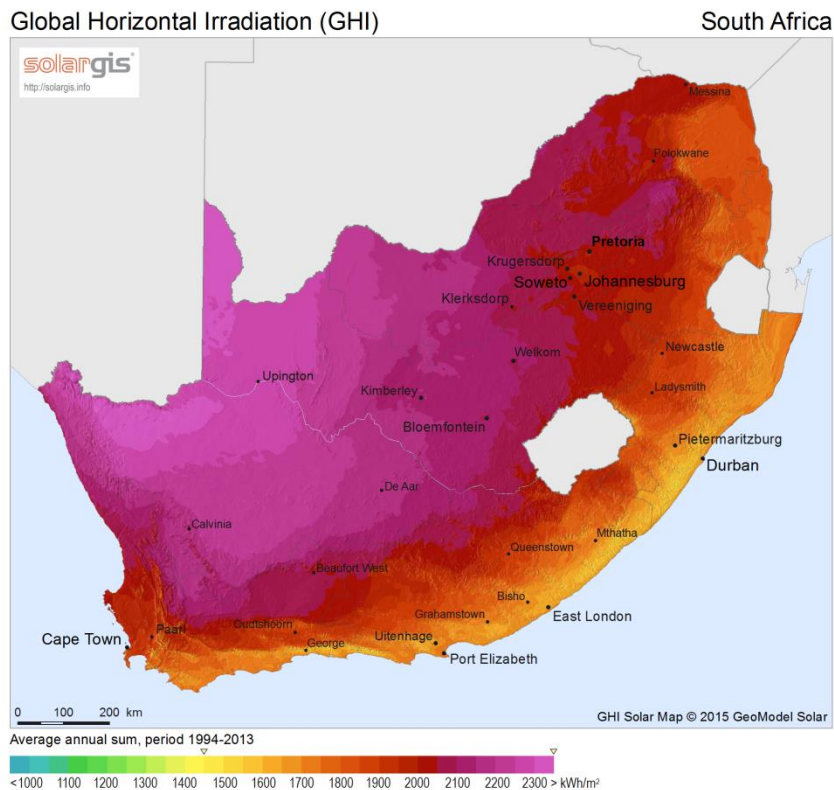 Global Horizontal Irradiation (GHI)
South Africa
solargis
http://solargis.info
Messina
Polokwane
Pretoria
Krugersdorp
Soweto
Johannesburg
Klerksdorp
Vereeniging
Welkom
Newcastle
Upington
Ladysmith
Kimberley
Bloemfontein
Pietermaritzburg
Durban
De Aar
Calvinia
Mthatha
Queenstown
Beaufort West
Bisho
East London
Grahamstown
Oudtshoorn
Paarl
Cape Town
George
Uitenhage
Port Elizabeth
0 100 200 km
GHI Solar Map © 2015 GeoModel Solar
Average annual sum, period 1994-2013
<1000 1100 1200 1300 1400 1500 1600 1700 1800 1900 2000 2100 2200 2300 > kWh/m²